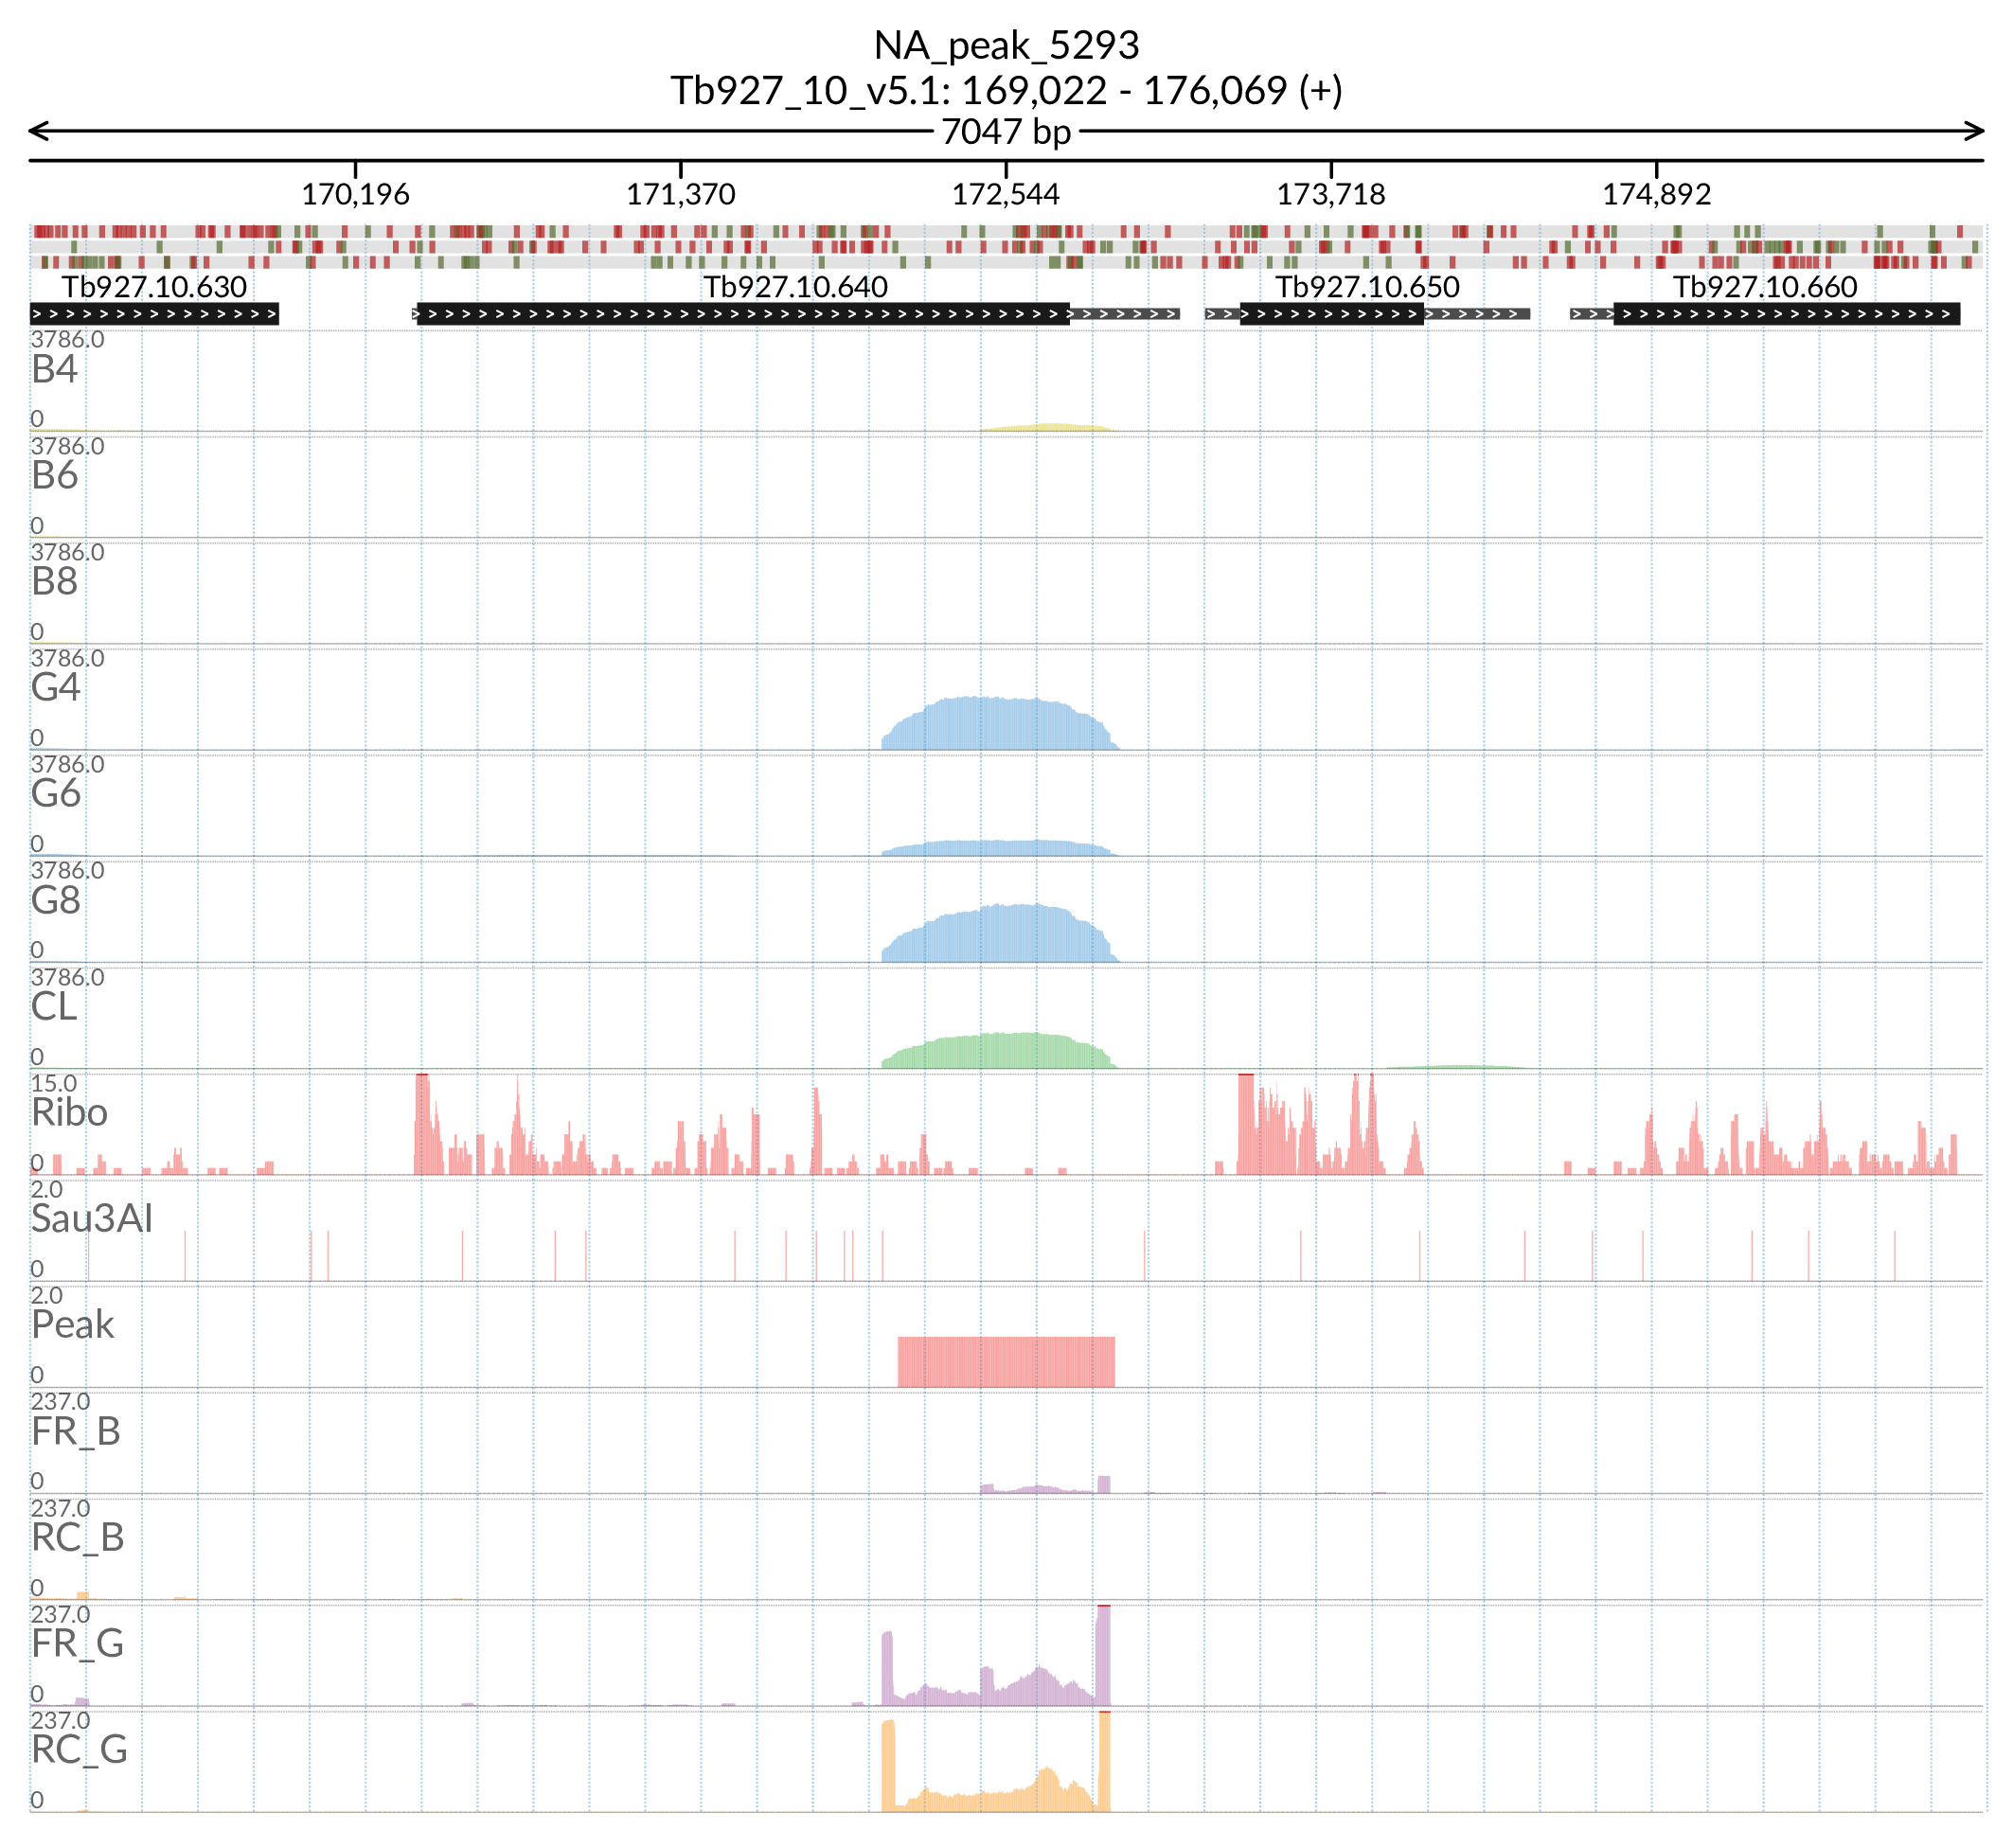 NA_peak_5293
Tb927_10_v5.1: 169,022 - 176,069 (+)
7047 bp
170,196 171,370 172,544 173,718 174,892
Tb927.10.630 Tb927.10.640 Tb927.10.650 Tb927.10.660
3786.0
B4
0
3786.0
B6
0
3786.0
B8
0
3786.0
G4
0
3786.0
G6
0
3786.0
G8
0
3786.0
CL
0
15.0
Ribo
0
2.0
Sau3AI
0
2.0
Peak
0
237.0
FR_B
0
237.0
RC_B
0
237.0
FR_G
0
237.0
RC_G
0